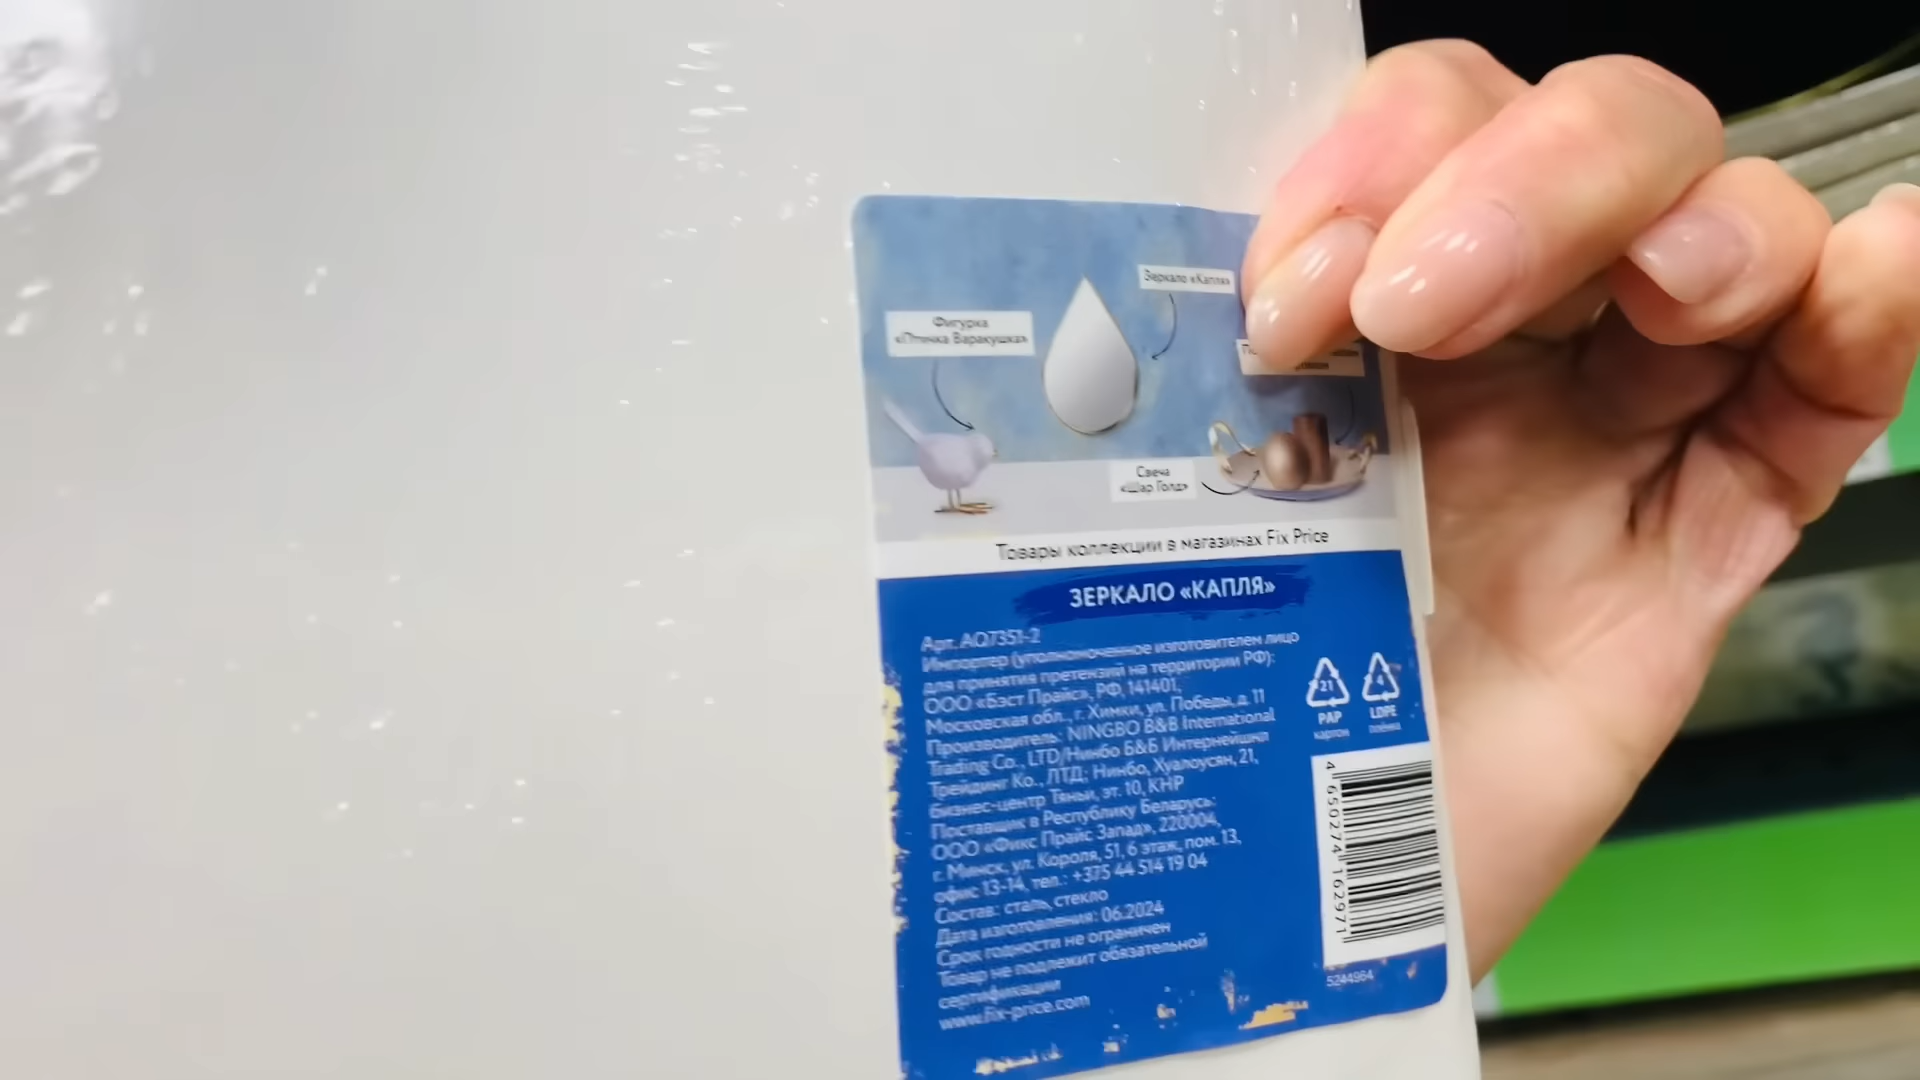 Зеркало «Капля»
Фигурка
«Птичка Варакушка»
Свеча
«Шар Голд»
Товары коллекции в магазинах Fix Price
ЗЕРКАЛО «КАПЛЯ»
Арт. AO7351-2
Импортер (уполномоченное изготовителем лицо
для принятия претензий на территории РФ):
ООО «Бэст Прайс», РФ, 141401,
Московская обл., г. Химки, ул. Победы, д. 11
Производитель: NINGBO B&B International
Trading Co., LTD/Нинбо Б&Б Интернейшнл
Трейдинг Ко., ЛТД; Нинбо, Хуалоусян, 21,
бизнес-центр Тяньи, эт. 10, КНР
Поставщик в Республику Беларусь:
ООО «Фикс Прайс Запад», 220004,
г. Минск, ул. Короля, 51, 6 этаж, пом. 13,
офис 13-14, тел.: +375 44 514 19 04
Состав: сталь, стекло
Дата изготовления: 06.2024
Срок годности не ограничен
Товар не подлежит обязательной
сертификации
www.fix-price.com
21
PAP
картон
4
LDPE
плёнка
4 650274 162971
5244964